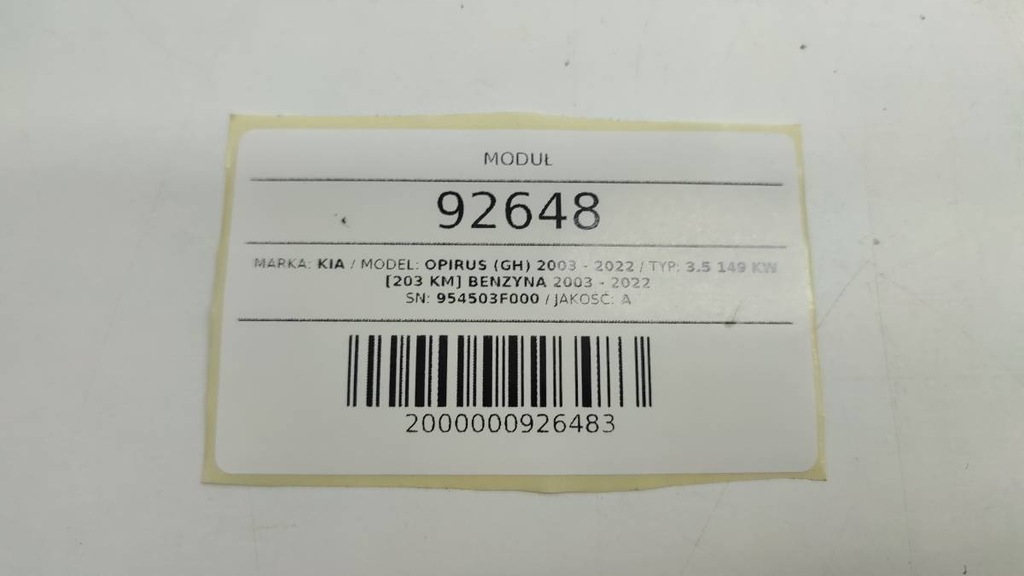 MODUŁ
92648
MARKA: KIA / MODEL: OPIRUS (GH) 2003 - 2022 / TYP: 3.5 149 KW
[203 KM] BENZYNA 2003 - 2022
SN: 954503F000 / JAKOŚĆ: A
2000000926483